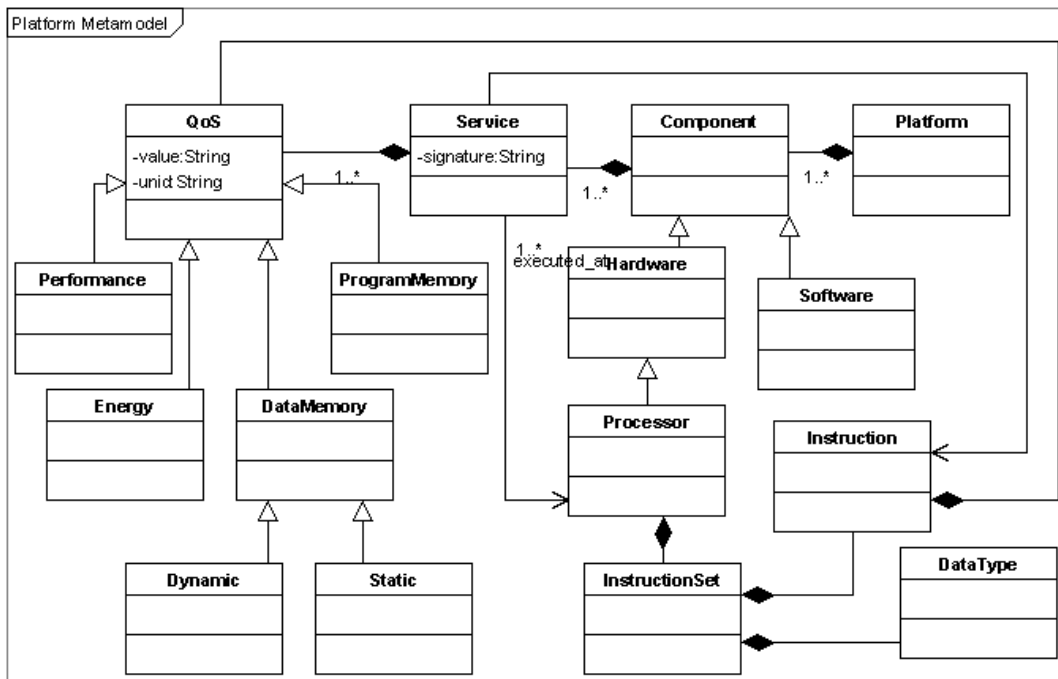 Platform Metamodel
QoS
-value:String
-unid:String
Service
-signature:String
Component
Platform
1..*
1..*
1..*
1..*
executed_at
Performance
ProgramMemory
Hardware
Software
Energy
DataMemory
Processor
Instruction
Dynamic
Static
InstructionSet
DataType